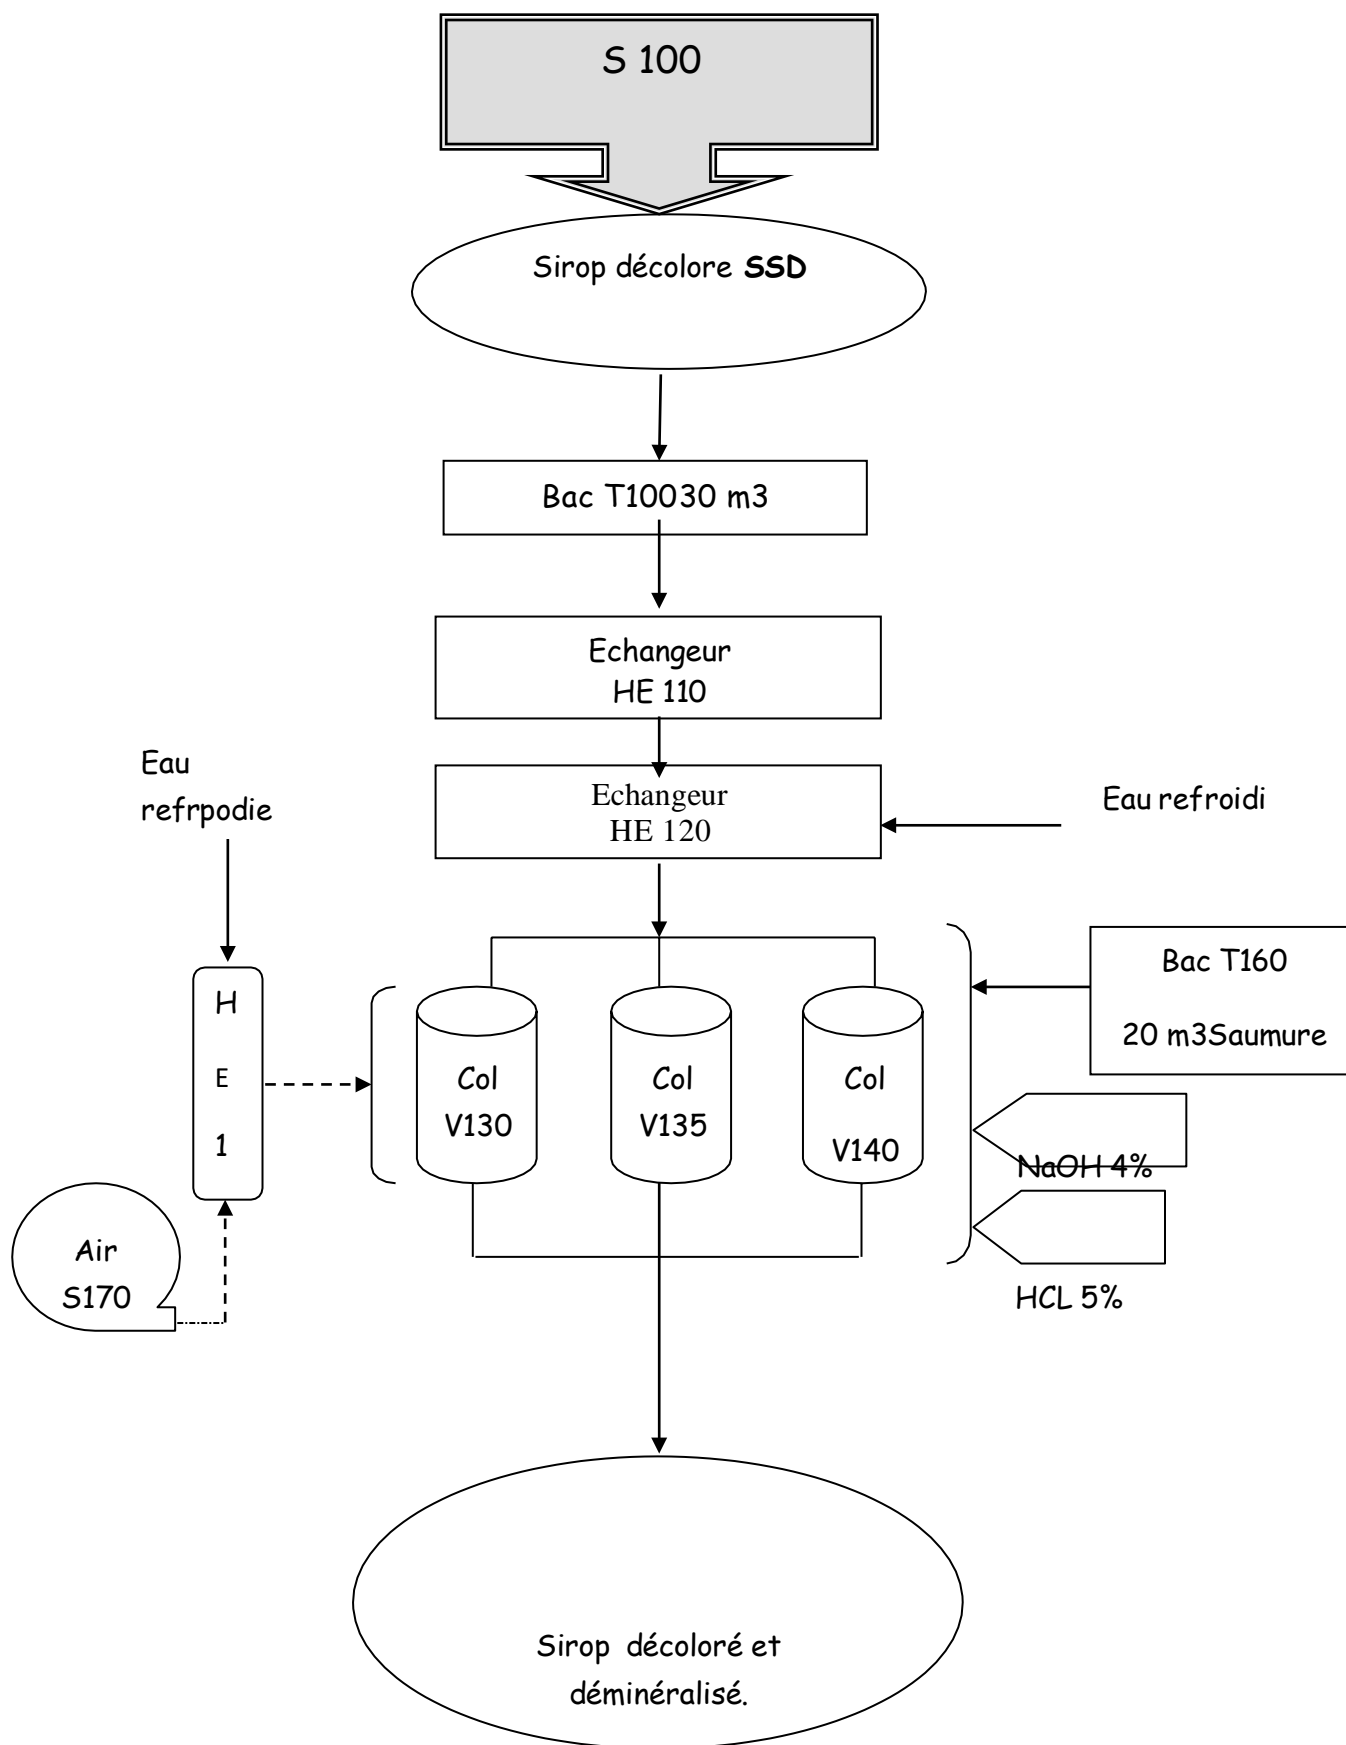 S 100
Sirop décolore SSD
Bac T10030 m3
Echangeur
HE 110
Eau
refrpodie
Echangeur
HE 120
Eau refroidi
H
E
1
Col
V130
Col
V135
Col
V140
Bac T160
20 m3Saumure
NaOH 4%
HCL 5%
Air
S170
Sirop décoloré et
déminéralisé.